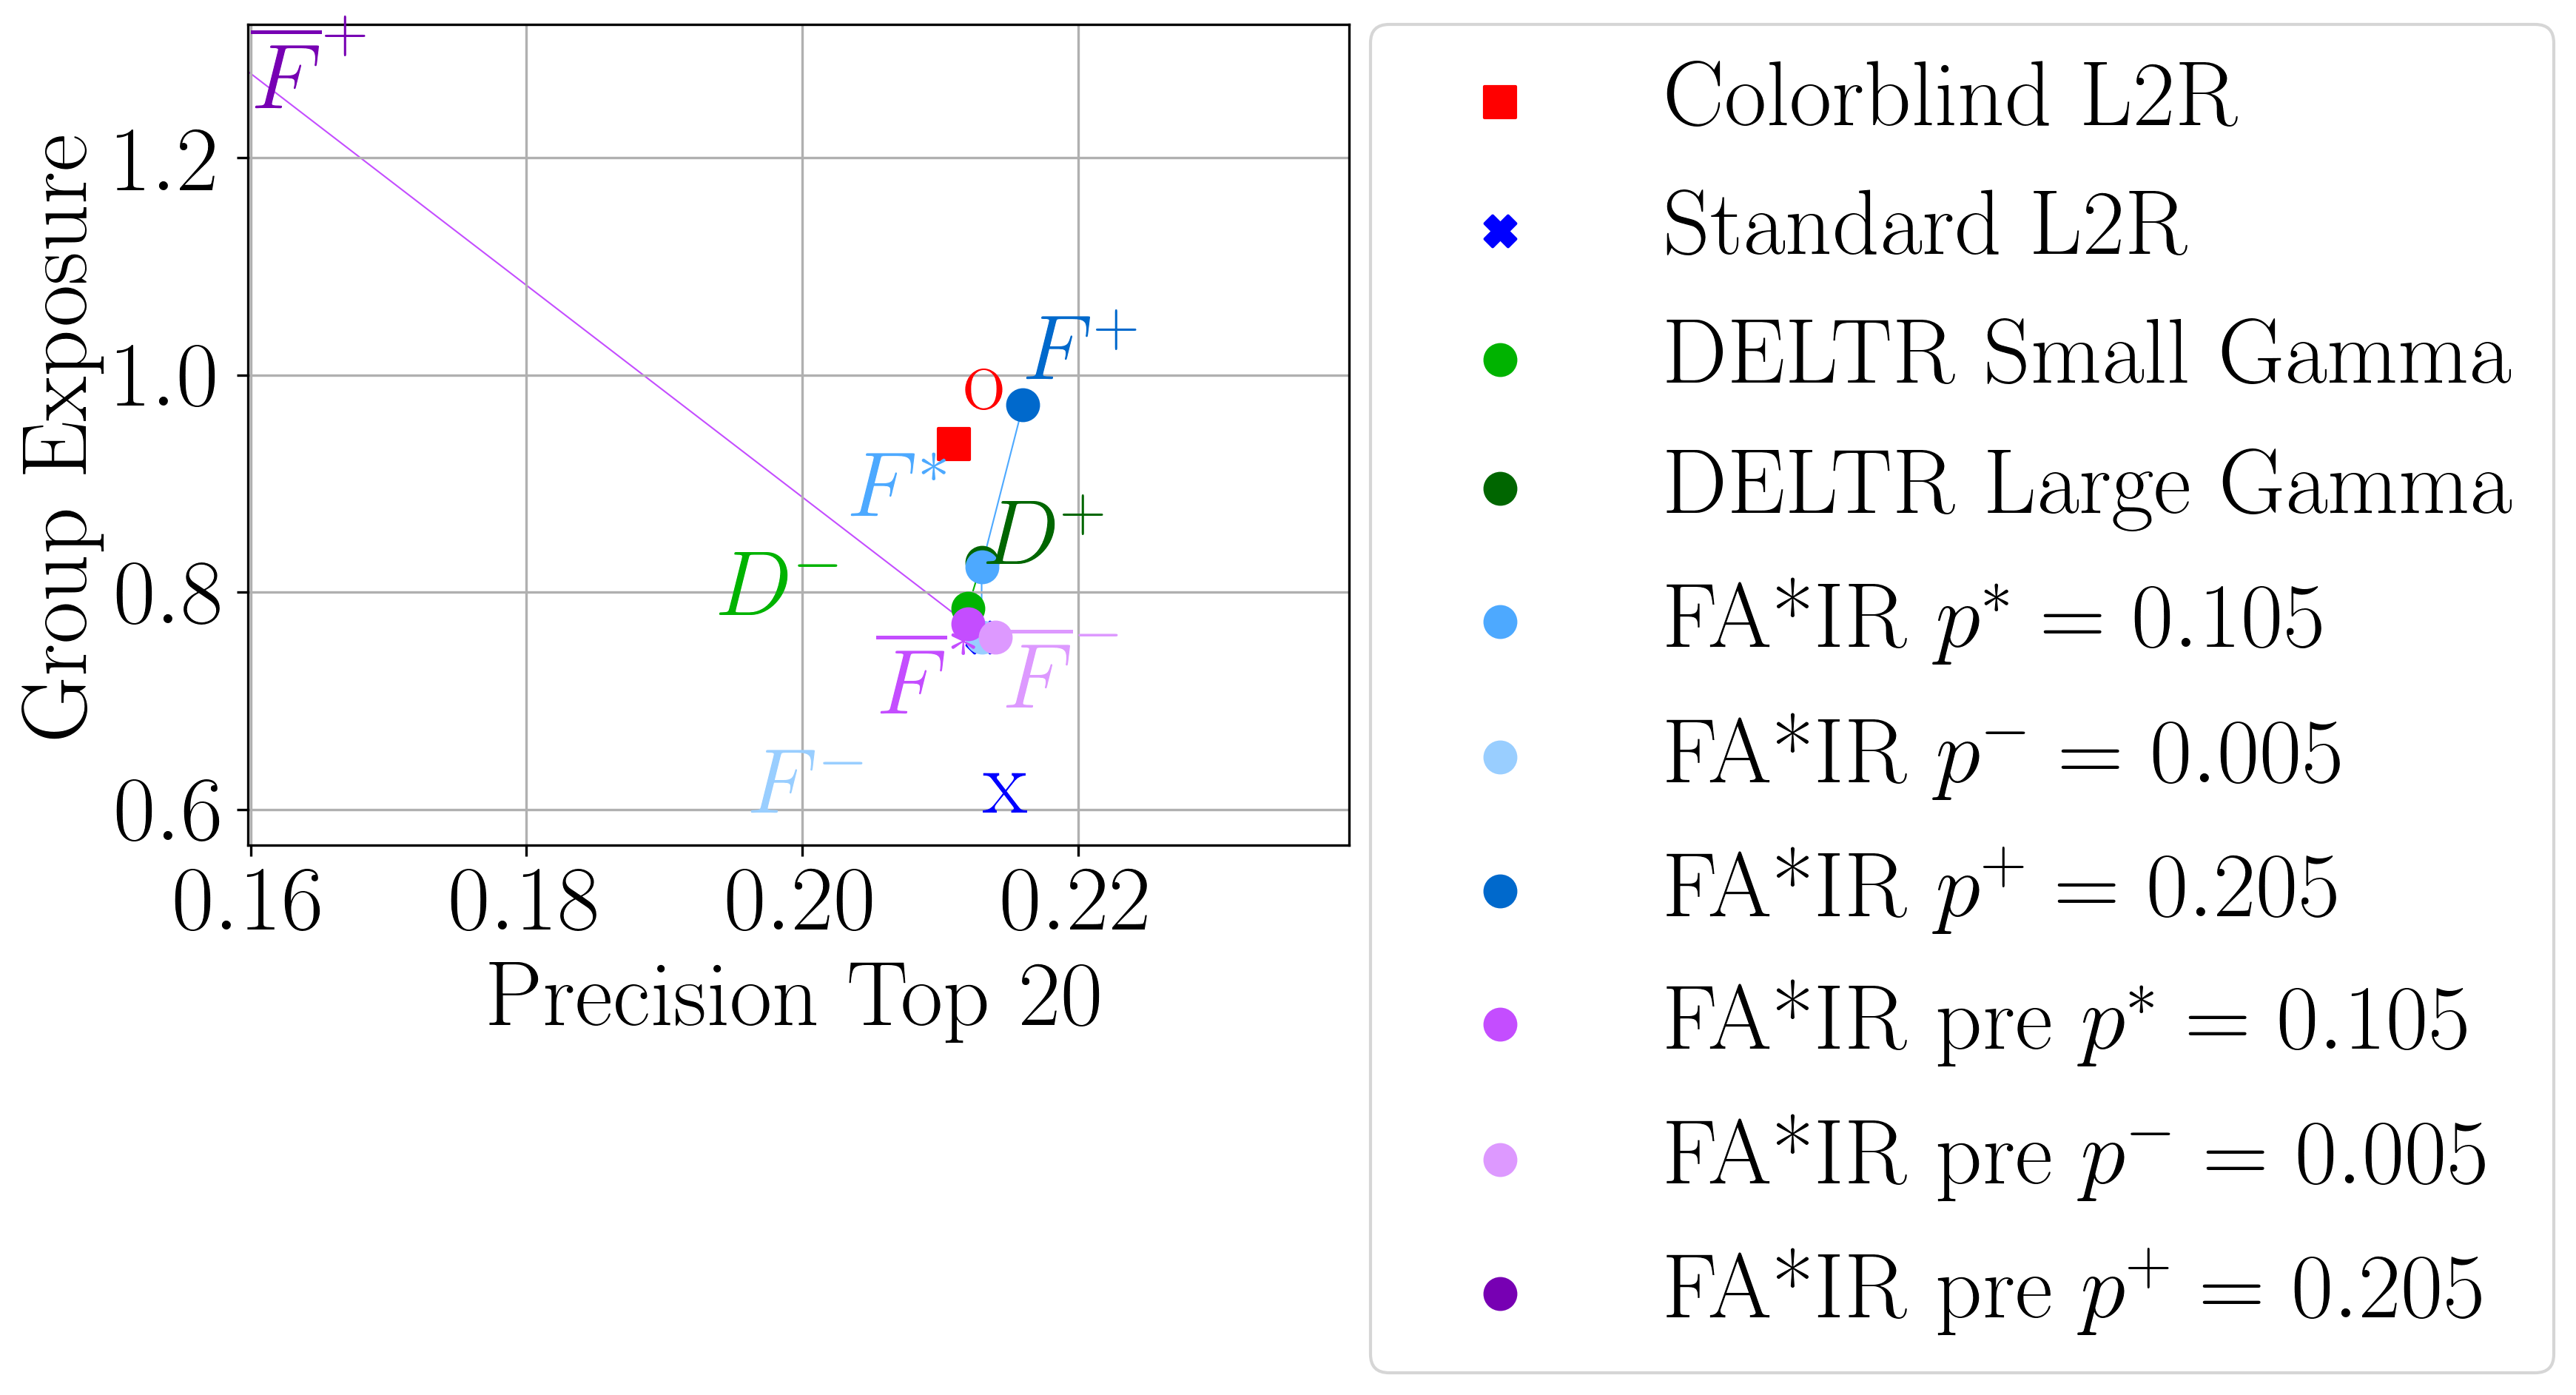 Group Exposure
1.2
1.0
0.8
0.6
0.16 0.18 0.20 0.22
Precision Top 20
F̅⁺
F⁺
O
F*
D⁺
D⁻
F̅*
F̅⁻
F⁻
X
Colorblind L2R
Standard L2R
DELTR Small Gamma
DELTR Large Gamma
FA*IR p* = 0.105
FA*IR p⁻ = 0.005
FA*IR p⁺ = 0.205
FA*IR pre p* = 0.105
FA*IR pre p⁻ = 0.005
FA*IR pre p⁺ = 0.205